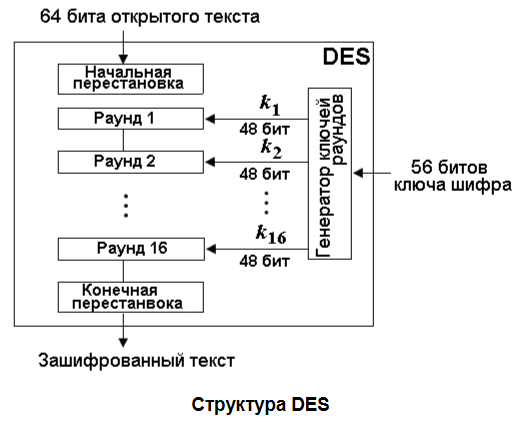 64 бита открытого текста
DES
Начальная
перестановка
Раунд 1
k1
48 бит
Раунд 2
k2
48 бит
Генератор ключей
раундов
56 битов
ключа шифра
Раунд 16
k16
48 бит
Конечная
перестанвока
Зашифрованный текст
Структура DES